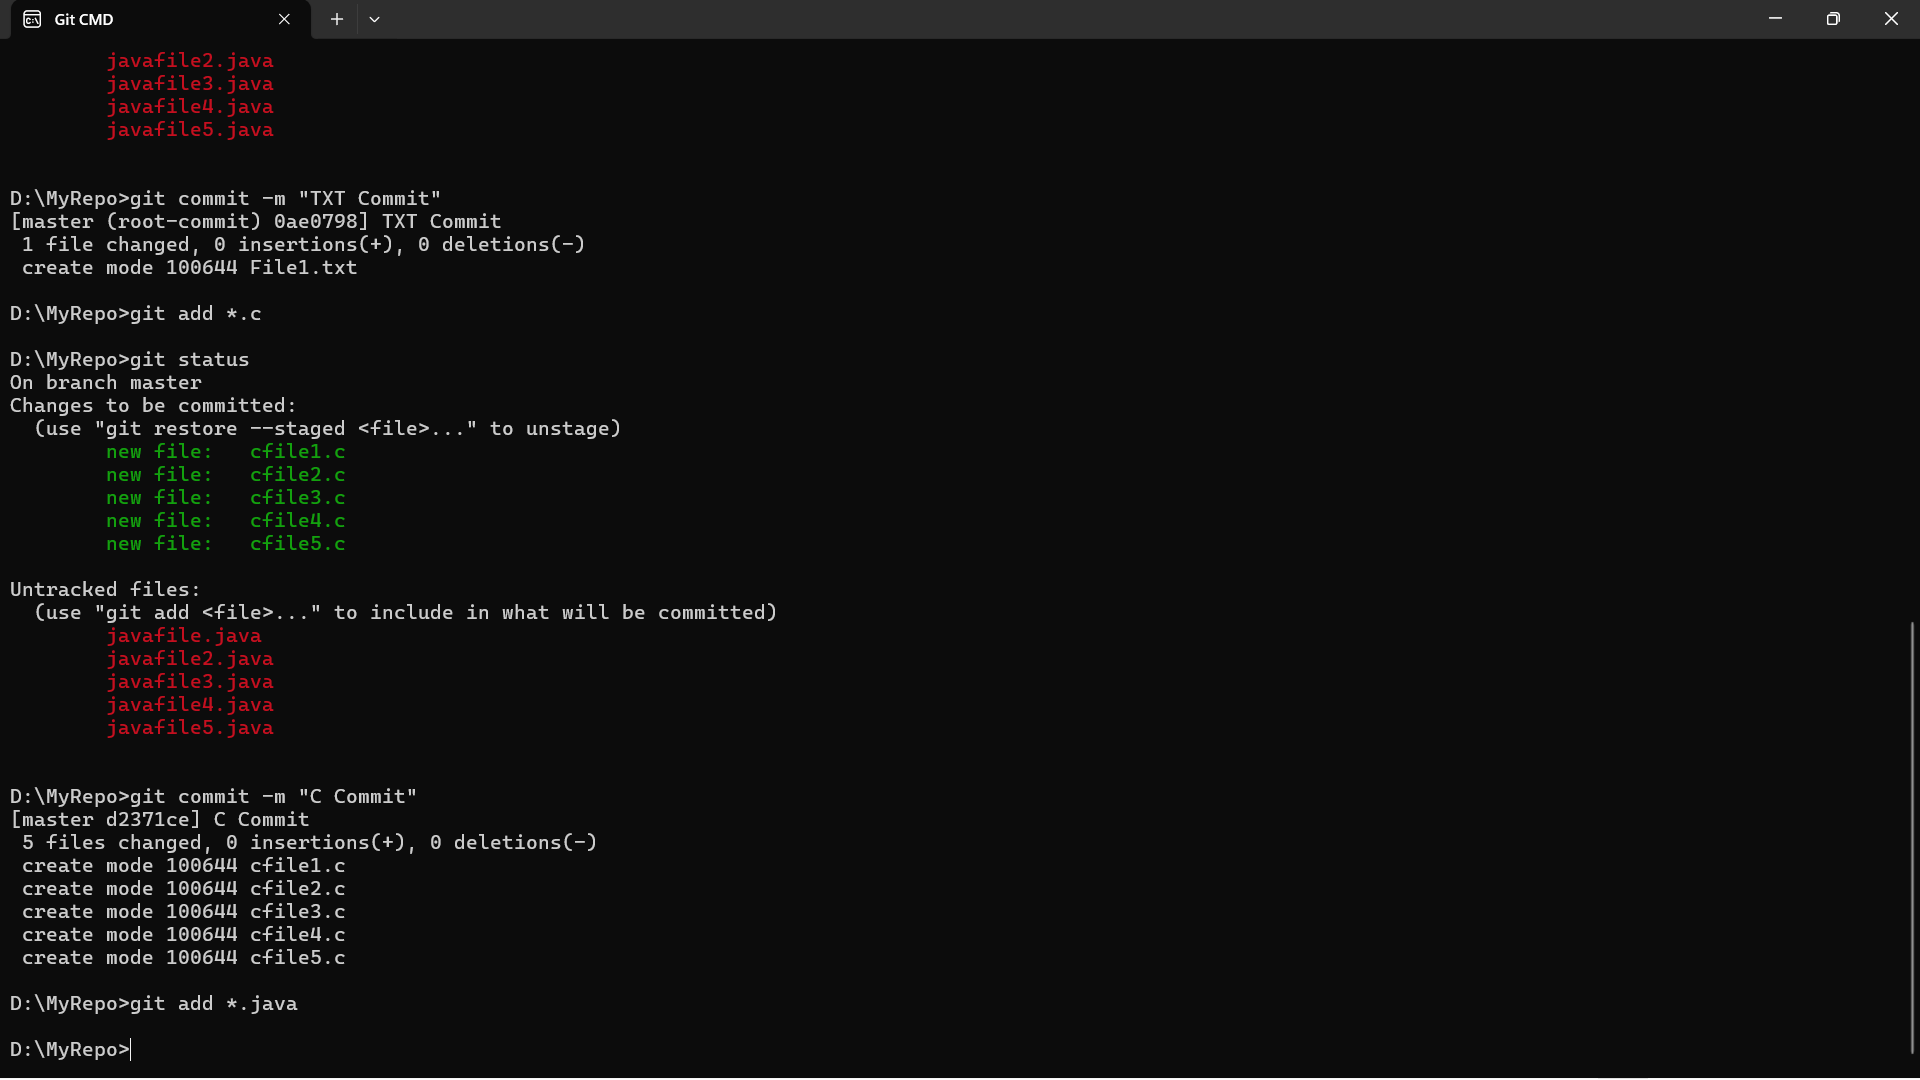 Git CMD
        javafile2.java
        javafile3.java
        javafile4.java
        javafile5.java
D:\MyRepo>git commit -m "TXT Commit"
[master (root-commit) 0ae0798] TXT Commit
 1 file changed, 0 insertions(+), 0 deletions(-)
 create mode 100644 File1.txt
D:\MyRepo>git add *.c
D:\MyRepo>git status
On branch master
Changes to be committed:
  (use "git restore --staged <file>..." to unstage)
        new file:   cfile1.c
        new file:   cfile2.c
        new file:   cfile3.c
        new file:   cfile4.c
        new file:   cfile5.c
Untracked files:
  (use "git add <file>..." to include in what will be committed)
        javafile.java
        javafile2.java
        javafile3.java
        javafile4.java
        javafile5.java
D:\MyRepo>git commit -m "C Commit"
[master d2371ce] C Commit
 5 files changed, 0 insertions(+), 0 deletions(-)
 create mode 100644 cfile1.c
 create mode 100644 cfile2.c
 create mode 100644 cfile3.c
 create mode 100644 cfile4.c
 create mode 100644 cfile5.c
D:\MyRepo>git add *.java
D:\MyRepo>